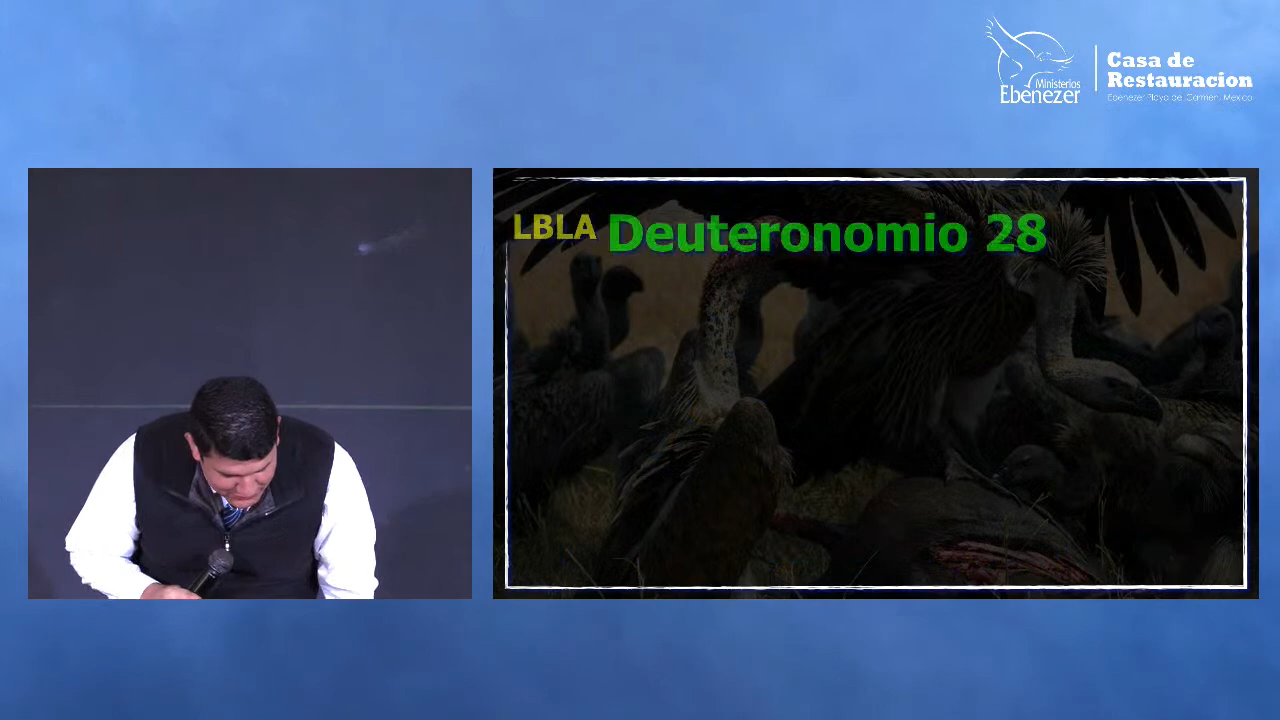 Ministerios
Ebenezer
Casa de
Restauracion
Ebenezer Playa del Carmen, Mexico
LBLA Deuteronomio 28